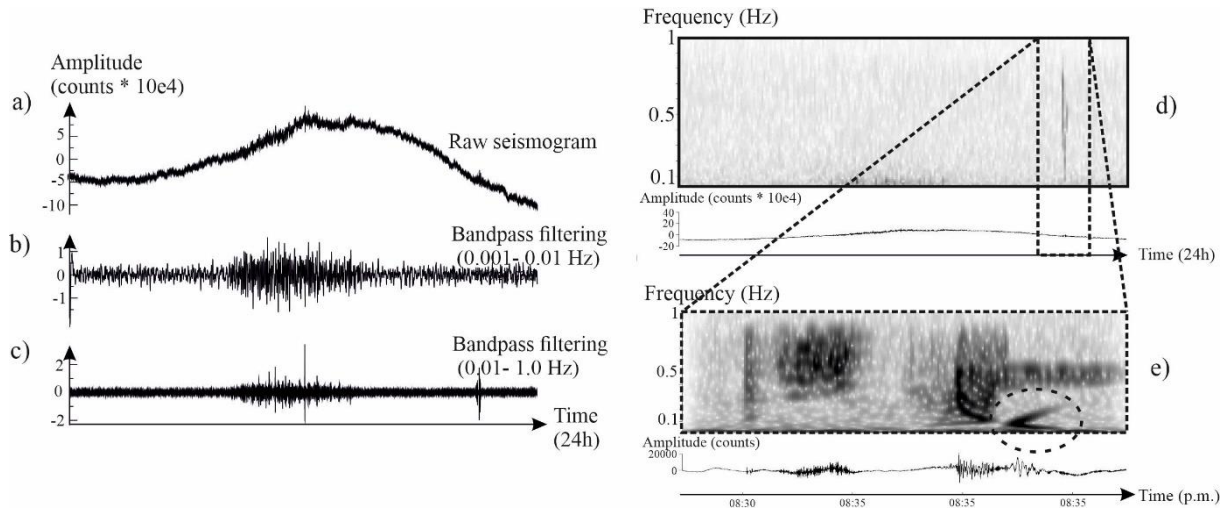 Amplitude
(counts * 10e4)
a)
5
0
-5
-10
Raw seismogram
b)
1
0
-1
Bandpass filtering
(0.001- 0.01 Hz)
c)
2
0
-2
Bandpass filtering
(0.01- 1.0 Hz)
Time
(24h)
Frequency (Hz)
1
0.5
0.1
d)
Amplitude (counts * 10e4)
40
20
0
-20
Time (24h)
Frequency (Hz)
1
0.5
0.1
e)
Amplitude (counts)
20000
0
Time (p.m.)
08:30 08:35 08:35 08:35